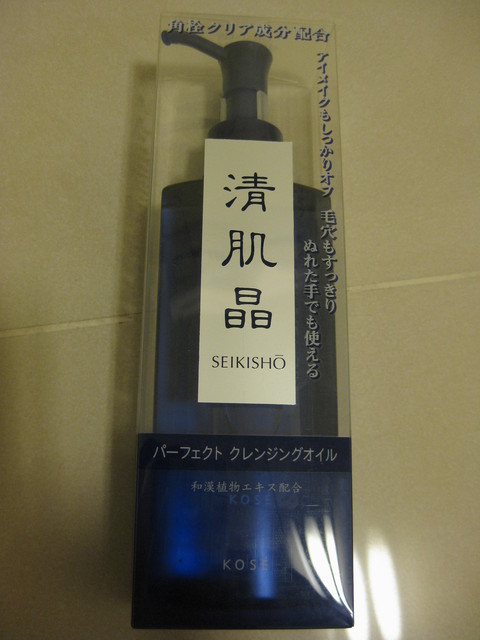 角栓クリア成分配合
アイメイクもしっかりオフ
毛穴もすっきり
ぬれた手でも使える
清肌晶
SEIKISHŌ
パーフェクト クレンジングオイル
和漢植物エキス配合
KOSÉ
KOSÉ